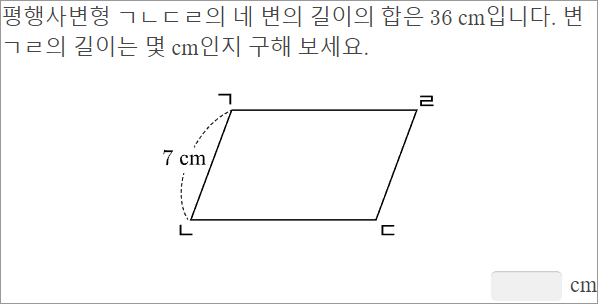 평행사변형 ㄱㄴㄷㄹ의 네 변의 길이의 합은 36 cm입니다. 변
ㄱㄹ의 길이는 몇 cm인지 구해 보세요.
ㄱ ㄹ
7 cm
ㄴ ㄷ
cm